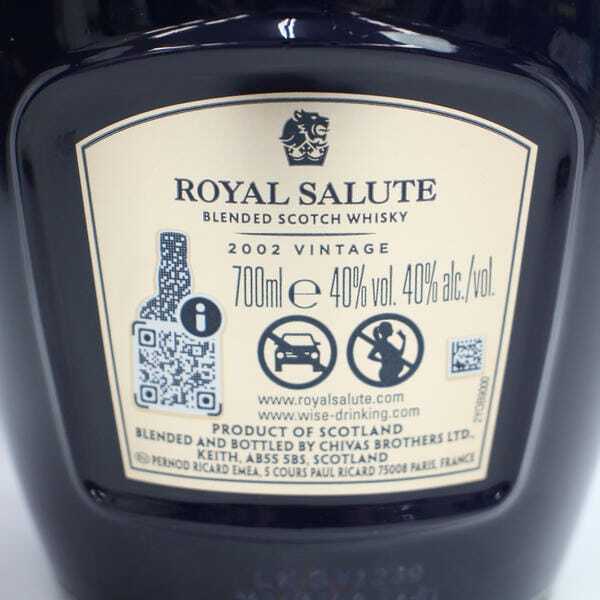 ROYAL SALUTE
BLENDED SCOTCH WHISKY
2002 VINTAGE
700ml e 40% vol. 40% alc./vol.
i
www.royalsalute.com
www.wise-drinking.com
PRODUCT OF SCOTLAND
BLENDED AND BOTTLED BY CHIVAS BROTHERS LTD.,
KEITH, AB55 5BS, SCOTLAND
PERNOD RICARD EMEA, 5 COURS PAUL RICARD 75008 PARIS, FRANCE